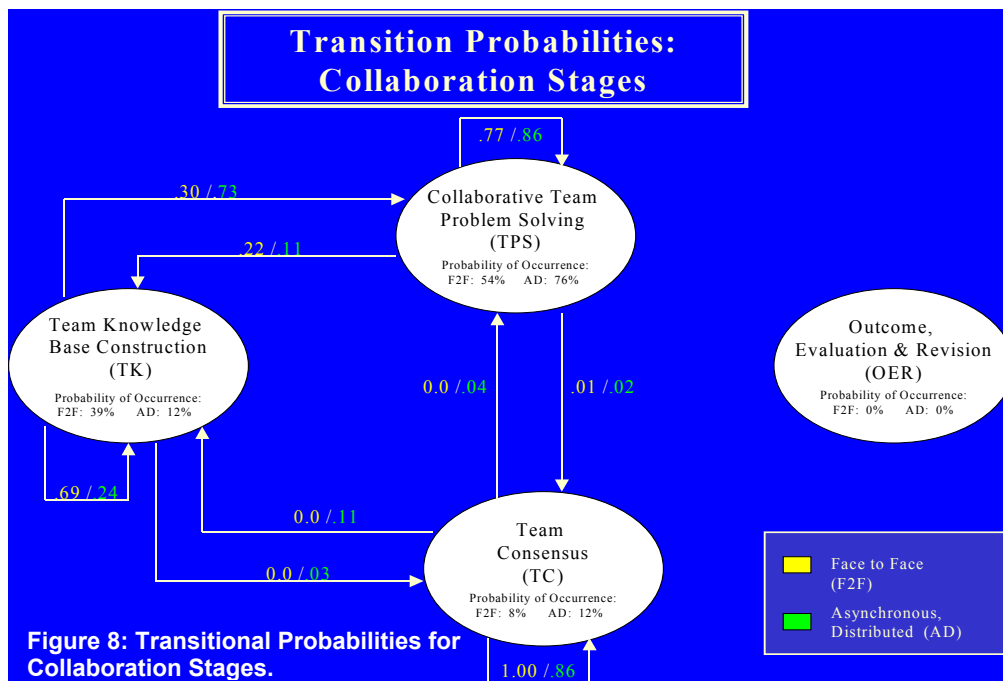 Transition Probabilities:
Collaboration Stages
.77 /.86
.30 /.73
Collaborative Team
Problem Solving
(TPS)
Probability of Occurrence:
F2F: 54% AD: 76%
.22 /.11
Team Knowledge
Base Construction
(TK)
Probability of Occurrence:
F2F: 39% AD: 12%
Outcome,
Evaluation & Revision
(OER)
Probability of Occurrence:
F2F: 0% AD: 0%
0.0 /.04
.01 /.02
.69 /.24
0.0 /.11
0.0 /.03
Team
Consensus
(TC)
Probability of Occurrence:
F2F: 8% AD: 12%
1.00 /.86
Face to Face
(F2F)
Asynchronous,
Distributed (AD)
Figure 8: Transitional Probabilities for
Collaboration Stages.